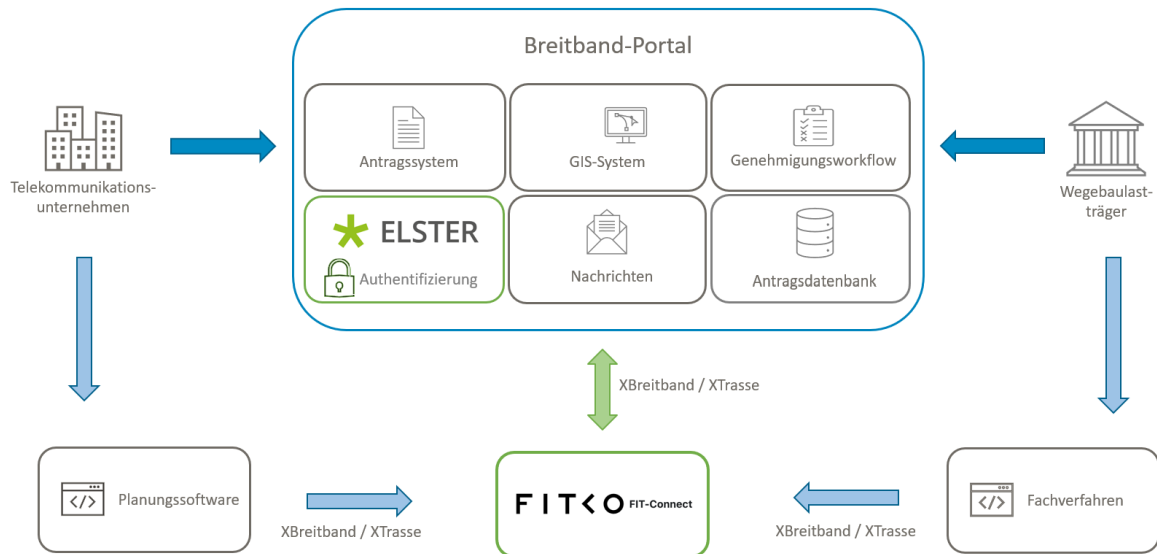 Breitband-Portal
Antragssystem
GIS-System
Genehmigungsworkflow
Telekommunikations-
unternehmen
Wegebaulast-
träger
ELSTER
Authentifizierung
Nachrichten
Antragsdatenbank
XBreitband / XTrasse
Planungssoftware
FITKO FIT-Connect
Fachverfahren
XBreitband / XTrasse
XBreitband / XTrasse